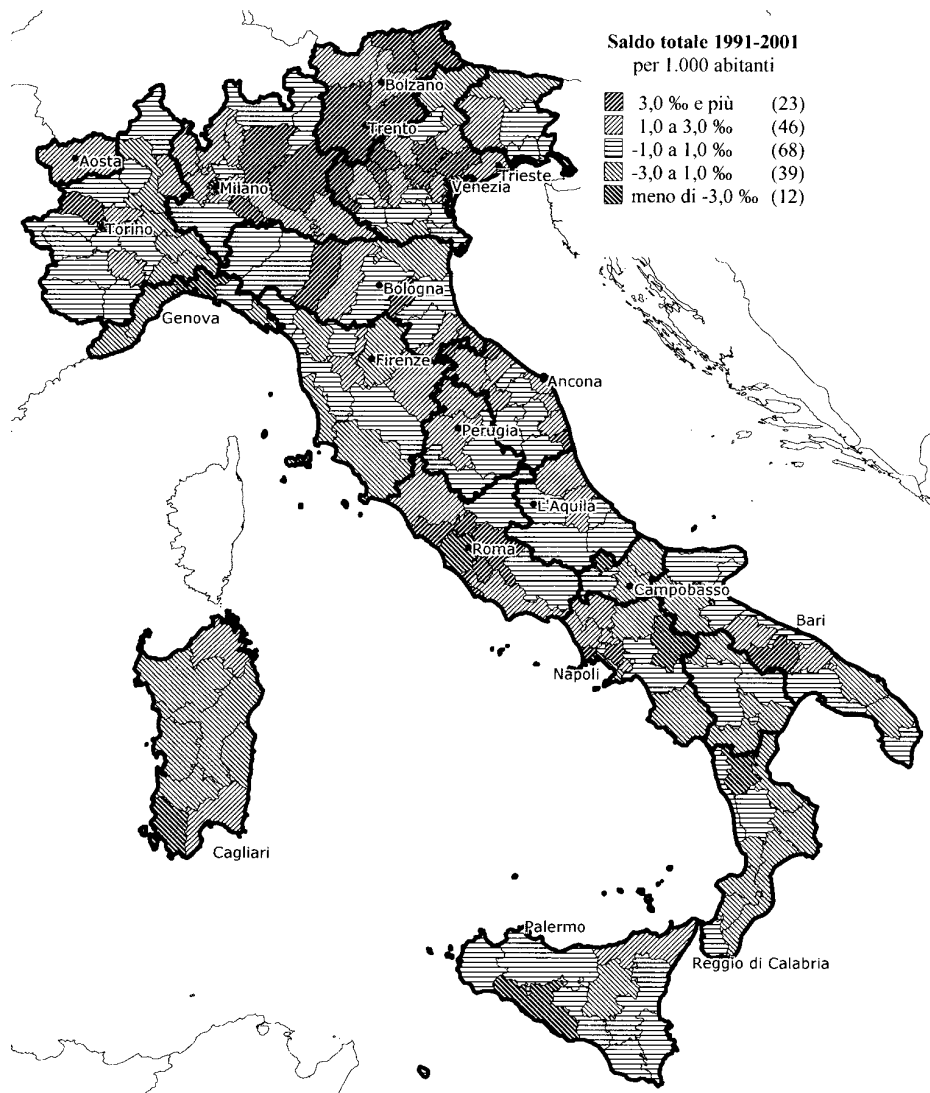 Saldo totale 1991-2001
per 1.000 abitanti
3,0 ‰ e più (23)
1,0 a 3,0 ‰ (46)
-1,0 a 1,0 ‰ (68)
-3,0 a 1,0 ‰ (39)
meno di -3,0 ‰ (12)
Bolzano
Trento
Aosta
Milano
Venezia
Trieste
Torino
Bologna
Genova
Firenze
Ancona
Perugia
L'Aquila
Roma
Campobasso
Bari
Napoli
Cagliari
Palermo
Reggio di Calabria